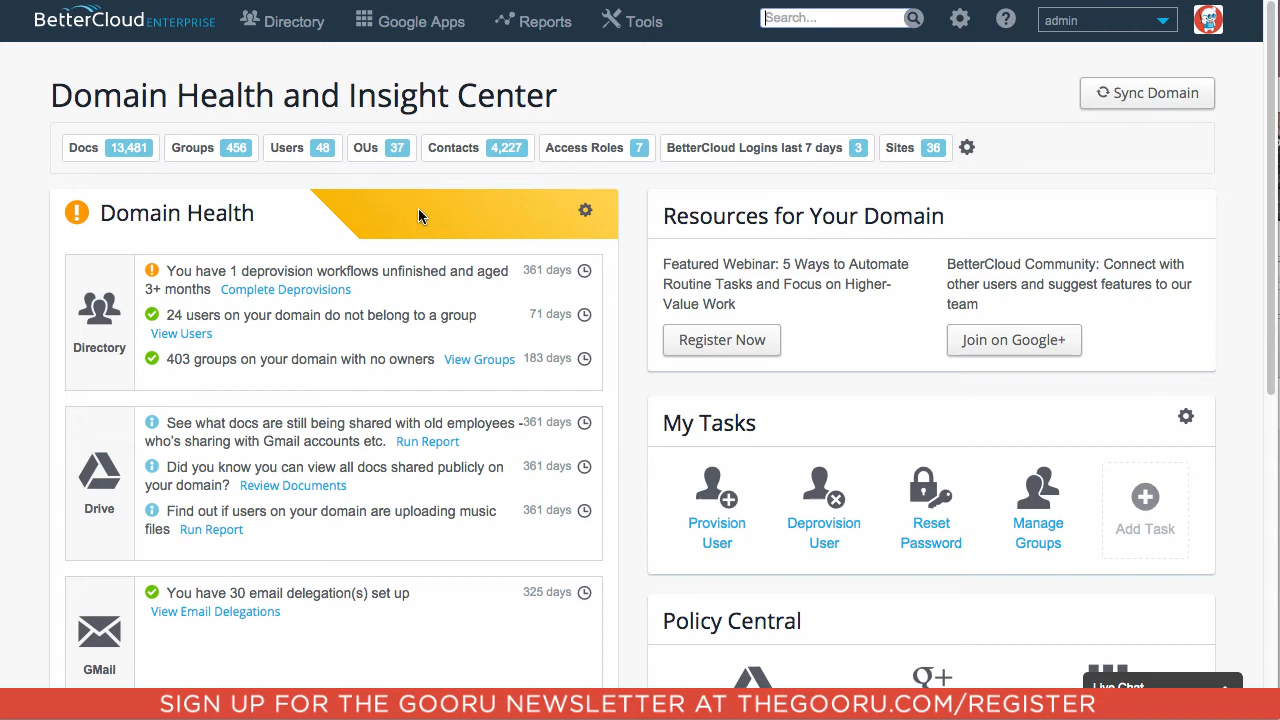 BetterCloud ENTERPRISE Directory Google Apps Reports Tools Search... admin
Domain Health and Insight Center
Sync Domain
Docs 13,481 Groups 456 Users 48 OUs 37 Contacts 4,227 Access Roles 7 BetterCloud Logins last 7 days 3 Sites 36
Domain Health
Directory
You have 1 deprovision workflows unfinished and aged 361 days
3+ months Complete Deprovisions
24 users on your domain do not belong to a group 71 days
View Users
403 groups on your domain with no owners View Groups 183 days
Drive
See what docs are still being shared with old employees - 361 days
who's sharing with Gmail accounts etc. Run Report
Did you know you can view all docs shared publicly on 361 days
your domain? Review Documents
Find out if users on your domain are uploading music 361 days
files Run Report
GMail
You have 30 email delegation(s) set up 325 days
View Email Delegations
Resources for Your Domain
Featured Webinar: 5 Ways to Automate
Routine Tasks and Focus on Higher-
Value Work
Register Now
BetterCloud Community: Connect with
other users and suggest features to our
team
Join on Google+
My Tasks
Provision
User
Deprovision
User
Reset
Password
Manage
Groups
Add Task
Policy Central
g+
Live Chat
SIGN UP FOR THE GOORU NEWSLETTER AT THEGOORU.COM/REGISTER